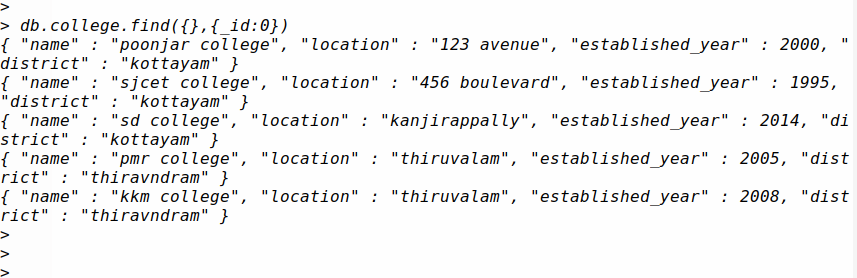 >
> db.college.find({},{_id:0})
{ "name" : "poonjar college", "location" : "123 avenue", "established_year" : 2000, "
district" : "kottayam" }
{ "name" : "sjcet college", "location" : "456 boulevard", "established_year" : 1995,
"district" : "kottayam" }
{ "name" : "sd college", "location" : "kanjirappally", "established_year" : 2014, "di
strict" : "kottayam" }
{ "name" : "pmr college", "location" : "thiruvalam", "established_year" : 2005, "dist
rict" : "thiravndram" }
{ "name" : "kkm college", "location" : "thiruvalam", "established_year" : 2008, "dist
rict" : "thiravndram" }
>
>
>